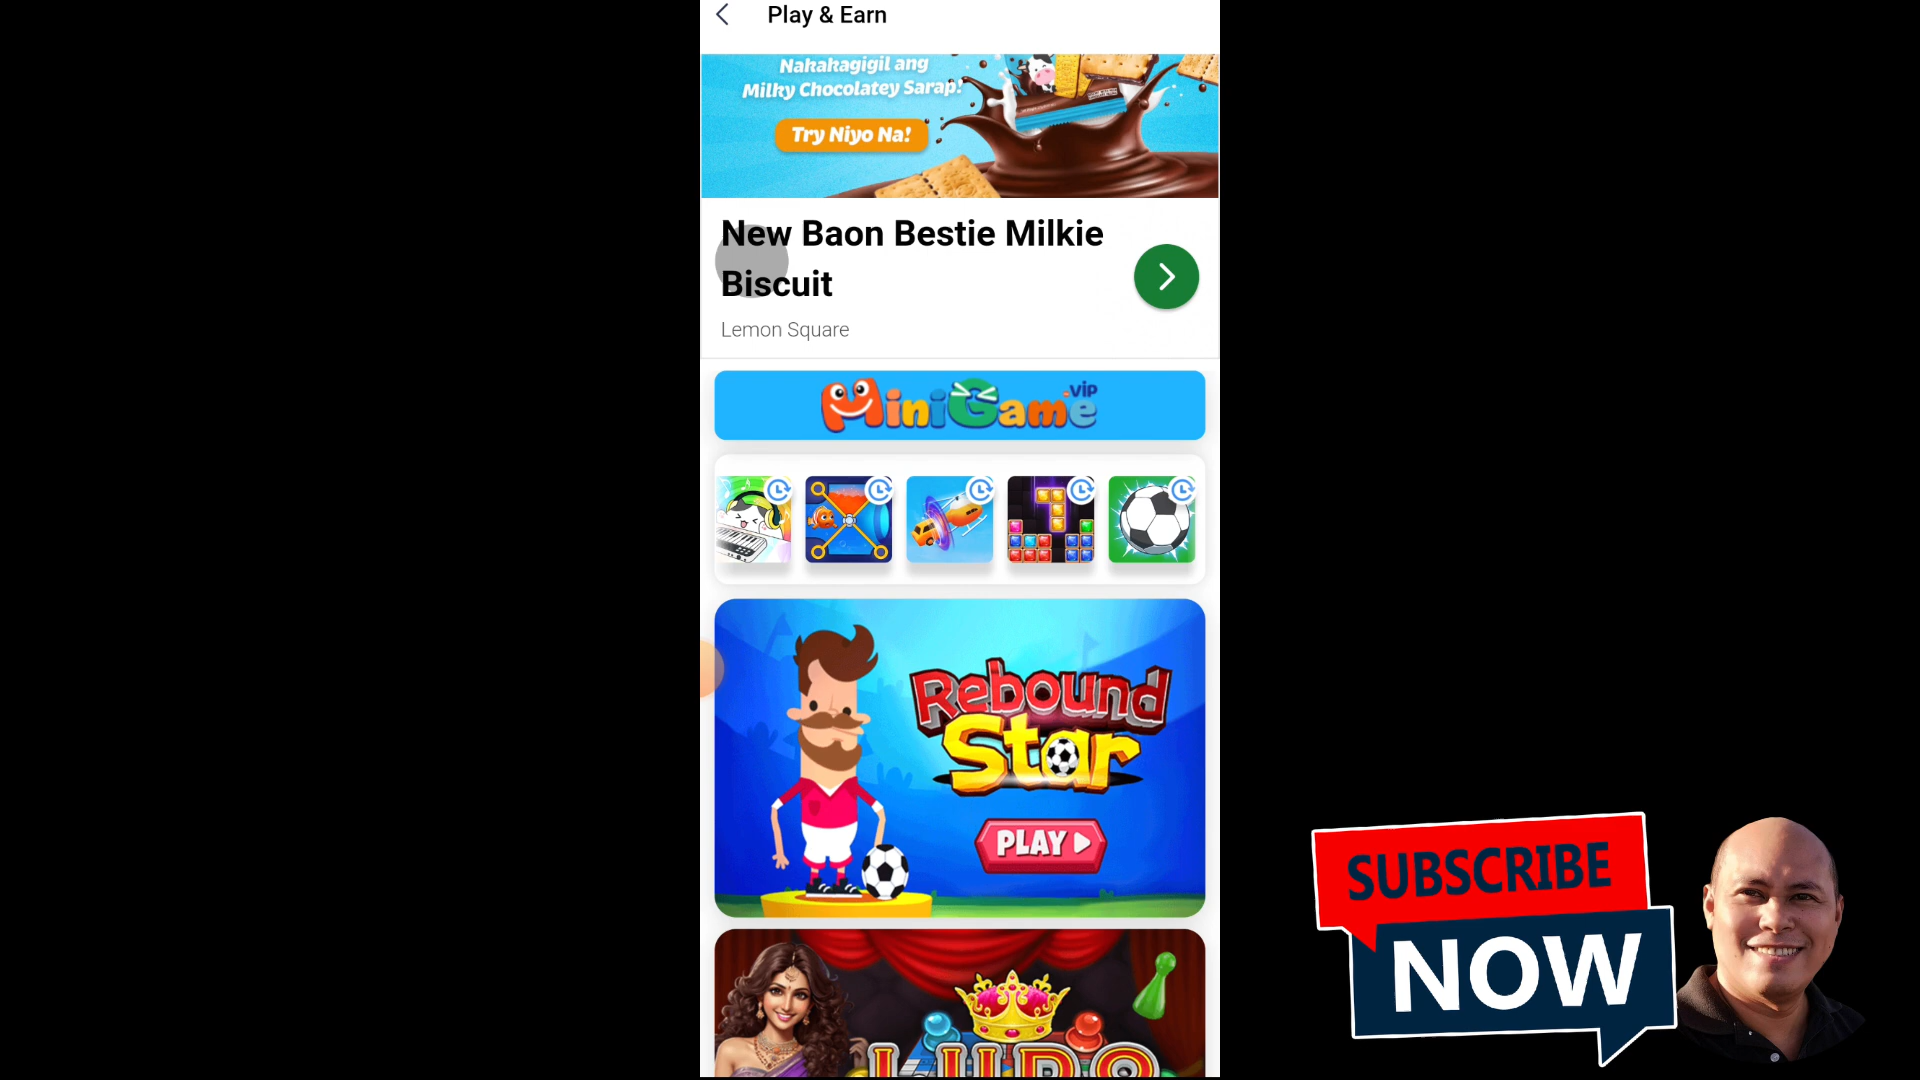 Play & Earn
Nakakagigil ang
Milky Chocolatey Sarap!
Try Niyo Na!
New Baon Bestie Milkie
Biscuit
Lemon Square
MiniGame.vip
Rebound
Star
PLAY
LUDO
SUBSCRIBE
NOW